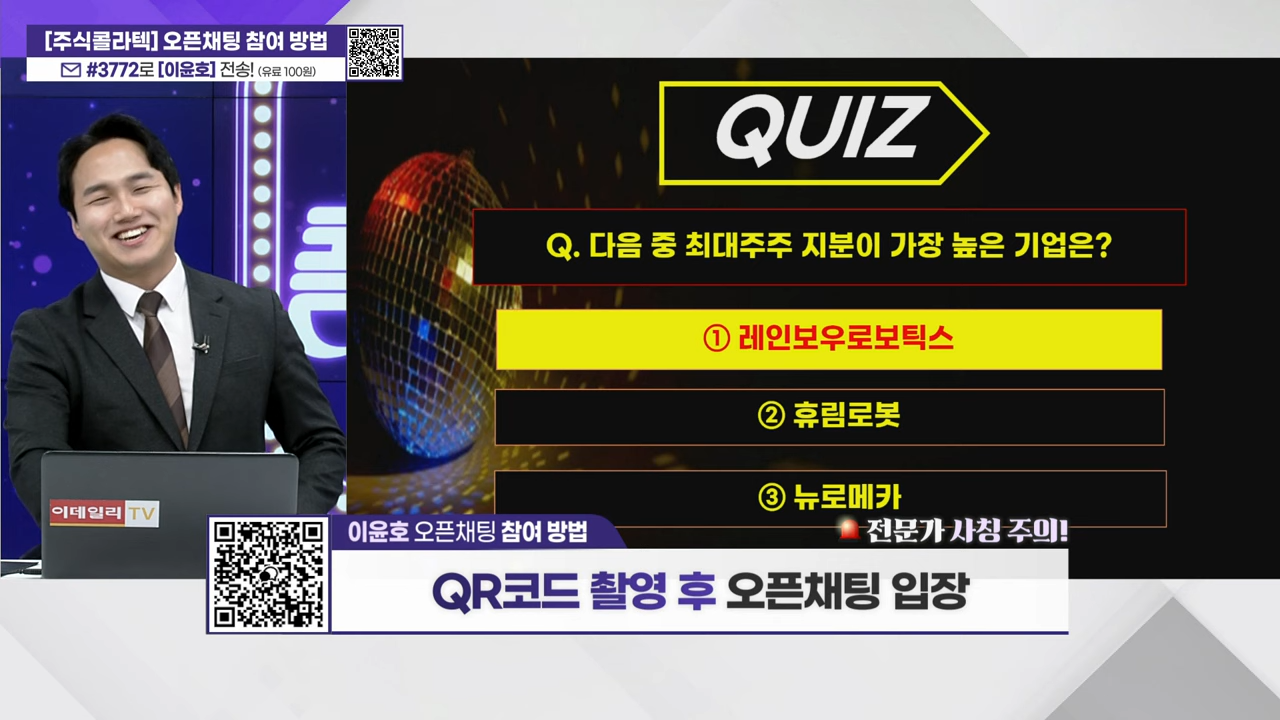 [주식콜라텍] 오픈채팅 참여 방법
#3772로 [이윤호] 전송! (유료 100원)
QUIZ
Q. 다음 중 최대주주 지분이 가장 높은 기업은?
① 레인보우로보틱스
② 휴림로봇
③ 뉴로메카
이데일리TV
이윤호 오픈채팅 참여 방법
전문가 사칭 주의!
QR코드 촬영 후 오픈채팅 입장